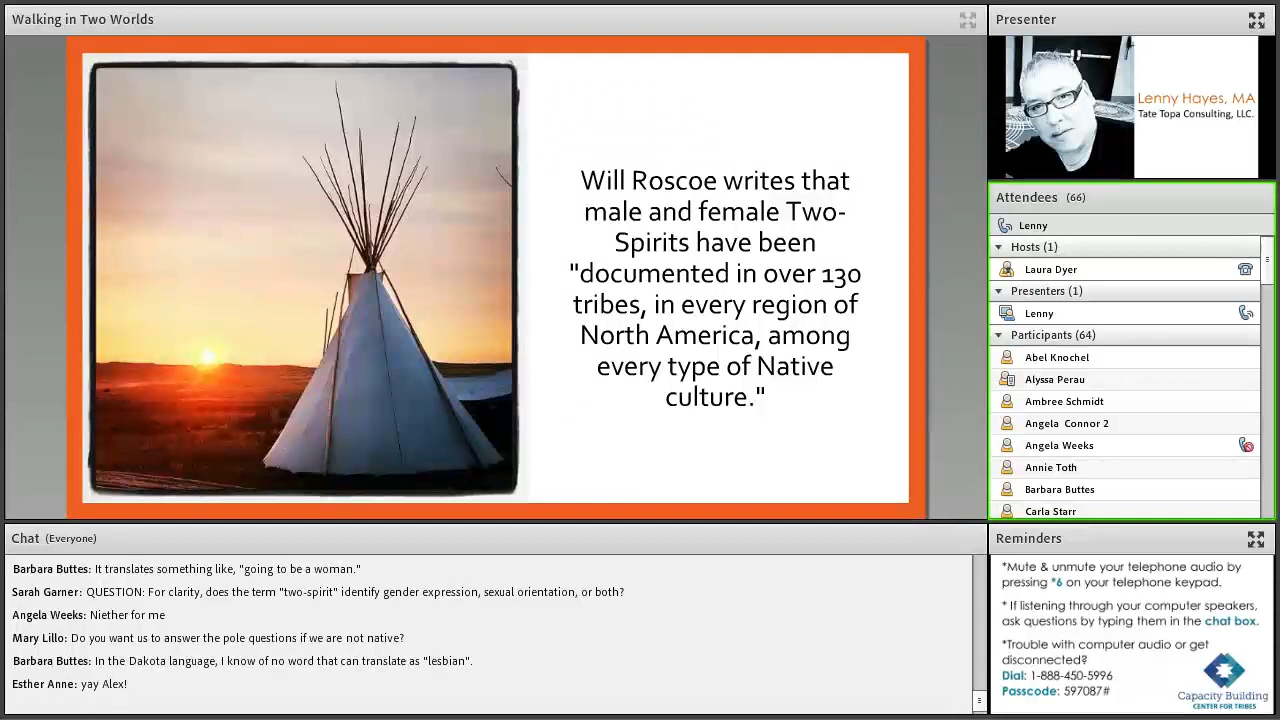 Walking in Two Worlds
Will Roscoe writes that
male and female Two-
Spirits have been
"documented in over 130
tribes, in every region of
North America, among
every type of Native
culture."
Presenter
Lenny Hayes, MA
Tate Topa Consulting, LLC.
Attendees (66)
Lenny
Hosts (1)
Laura Dyer
Presenters (1)
Lenny
Participants (64)
Abel Knochel
Alyssa Perau
Ambree Schmidt
Angela Connor 2
Angela Weeks
Annie Toth
Barbara Buttes
Carla Starr
Chat (Everyone)
Barbara Buttes: It translates something like, "going to be a woman."
Sarah Garner: QUESTION: For clarity, does the term "two-spirit" identify gender expression, sexual orientation, or both?
Angela Weeks: Niether for me
Mary Lillo: Do you want us to answer the pole questions if we are not native?
Barbara Buttes: In the Dakota language, I know of no word that can translate as "lesbian".
Esther Anne: yay Alex!
Reminders
*Mute & unmute your telephone audio by
pressing *6 on your telephone keypad.
* If listening through your computer speakers,
ask questions by typing them in the chat box.
*Trouble with computer audio or get
disconnected?
Dial: 1-888-450-5996
Passcode: 597087#
Capacity Building
CENTER FOR TRIBES